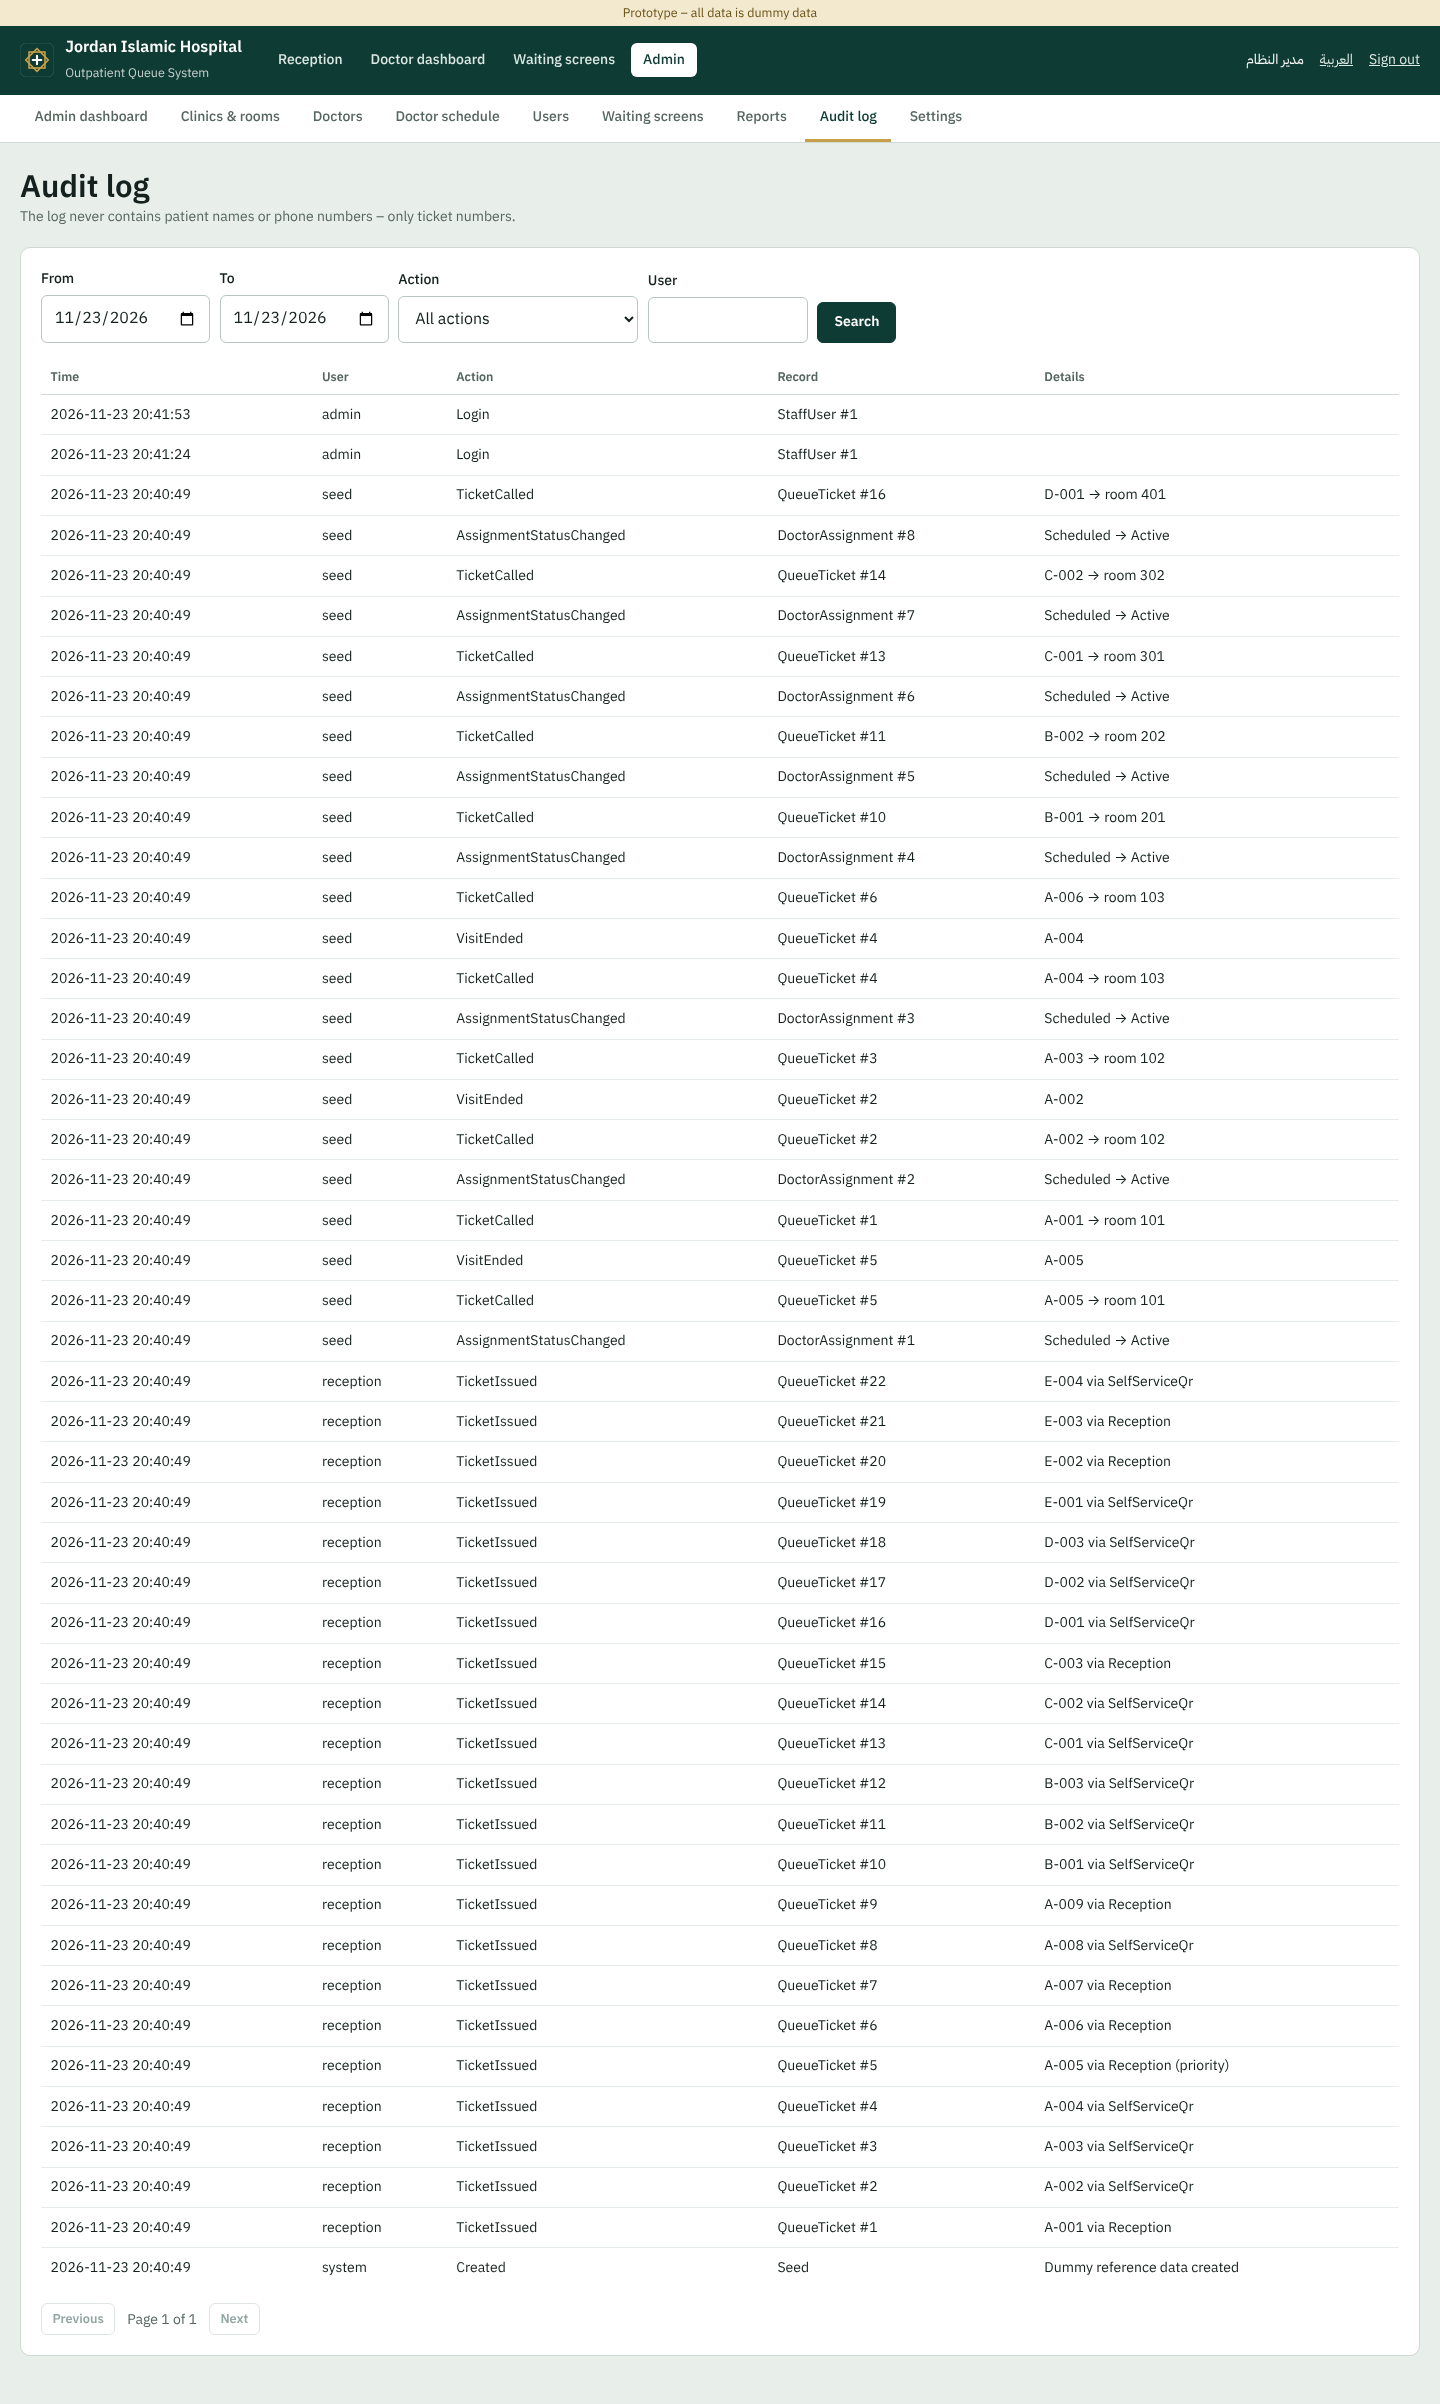 Prototype – all data is dummy data
Jordan Islamic Hospital
Outpatient Queue System
Reception Doctor dashboard Waiting screens Admin
مدير النظام العربية Sign out
Admin dashboard Clinics & rooms Doctors Doctor schedule Users Waiting screens Reports Audit log Settings
Audit log
The log never contains patient names or phone numbers – only ticket numbers.
From To Action User
11/23/2026 11/23/2026 All actions Search
Time User Action Record Details
2026-11-23 20:41:53 admin Login StaffUser #1
2026-11-23 20:41:24 admin Login StaffUser #1
2026-11-23 20:40:49 seed TicketCalled QueueTicket #16 D-001 → room 401
2026-11-23 20:40:49 seed AssignmentStatusChanged DoctorAssignment #8 Scheduled → Active
2026-11-23 20:40:49 seed TicketCalled QueueTicket #14 C-002 → room 302
2026-11-23 20:40:49 seed AssignmentStatusChanged DoctorAssignment #7 Scheduled → Active
2026-11-23 20:40:49 seed TicketCalled QueueTicket #13 C-001 → room 301
2026-11-23 20:40:49 seed AssignmentStatusChanged DoctorAssignment #6 Scheduled → Active
2026-11-23 20:40:49 seed TicketCalled QueueTicket #11 B-002 → room 202
2026-11-23 20:40:49 seed AssignmentStatusChanged DoctorAssignment #5 Scheduled → Active
2026-11-23 20:40:49 seed TicketCalled QueueTicket #10 B-001 → room 201
2026-11-23 20:40:49 seed AssignmentStatusChanged DoctorAssignment #4 Scheduled → Active
2026-11-23 20:40:49 seed TicketCalled QueueTicket #6 A-006 → room 103
2026-11-23 20:40:49 seed VisitEnded QueueTicket #4 A-004
2026-11-23 20:40:49 seed TicketCalled QueueTicket #4 A-004 → room 103
2026-11-23 20:40:49 seed AssignmentStatusChanged DoctorAssignment #3 Scheduled → Active
2026-11-23 20:40:49 seed TicketCalled QueueTicket #3 A-003 → room 102
2026-11-23 20:40:49 seed VisitEnded QueueTicket #2 A-002
2026-11-23 20:40:49 seed TicketCalled QueueTicket #2 A-002 → room 102
2026-11-23 20:40:49 seed AssignmentStatusChanged DoctorAssignment #2 Scheduled → Active
2026-11-23 20:40:49 seed TicketCalled QueueTicket #1 A-001 → room 101
2026-11-23 20:40:49 seed VisitEnded QueueTicket #5 A-005
2026-11-23 20:40:49 seed TicketCalled QueueTicket #5 A-005 → room 101
2026-11-23 20:40:49 seed AssignmentStatusChanged DoctorAssignment #1 Scheduled → Active
2026-11-23 20:40:49 reception TicketIssued QueueTicket #22 E-004 via SelfServiceQr
2026-11-23 20:40:49 reception TicketIssued QueueTicket #21 E-003 via Reception
2026-11-23 20:40:49 reception TicketIssued QueueTicket #20 E-002 via Reception
2026-11-23 20:40:49 reception TicketIssued QueueTicket #19 E-001 via SelfServiceQr
2026-11-23 20:40:49 reception TicketIssued QueueTicket #18 D-003 via SelfServiceQr
2026-11-23 20:40:49 reception TicketIssued QueueTicket #17 D-002 via SelfServiceQr
2026-11-23 20:40:49 reception TicketIssued QueueTicket #16 D-001 via SelfServiceQr
2026-11-23 20:40:49 reception TicketIssued QueueTicket #15 C-003 via Reception
2026-11-23 20:40:49 reception TicketIssued QueueTicket #14 C-002 via SelfServiceQr
2026-11-23 20:40:49 reception TicketIssued QueueTicket #13 C-001 via SelfServiceQr
2026-11-23 20:40:49 reception TicketIssued QueueTicket #12 B-003 via SelfServiceQr
2026-11-23 20:40:49 reception TicketIssued QueueTicket #11 B-002 via SelfServiceQr
2026-11-23 20:40:49 reception TicketIssued QueueTicket #10 B-001 via SelfServiceQr
2026-11-23 20:40:49 reception TicketIssued QueueTicket #9 A-009 via Reception
2026-11-23 20:40:49 reception TicketIssued QueueTicket #8 A-008 via SelfServiceQr
2026-11-23 20:40:49 reception TicketIssued QueueTicket #7 A-007 via Reception
2026-11-23 20:40:49 reception TicketIssued QueueTicket #6 A-006 via Reception
2026-11-23 20:40:49 reception TicketIssued QueueTicket #5 A-005 via Reception (priority)
2026-11-23 20:40:49 reception TicketIssued QueueTicket #4 A-004 via SelfServiceQr
2026-11-23 20:40:49 reception TicketIssued QueueTicket #3 A-003 via SelfServiceQr
2026-11-23 20:40:49 reception TicketIssued QueueTicket #2 A-002 via SelfServiceQr
2026-11-23 20:40:49 reception TicketIssued QueueTicket #1 A-001 via Reception
2026-11-23 20:40:49 system Created Seed Dummy reference data created
Previous Page 1 of 1 Next